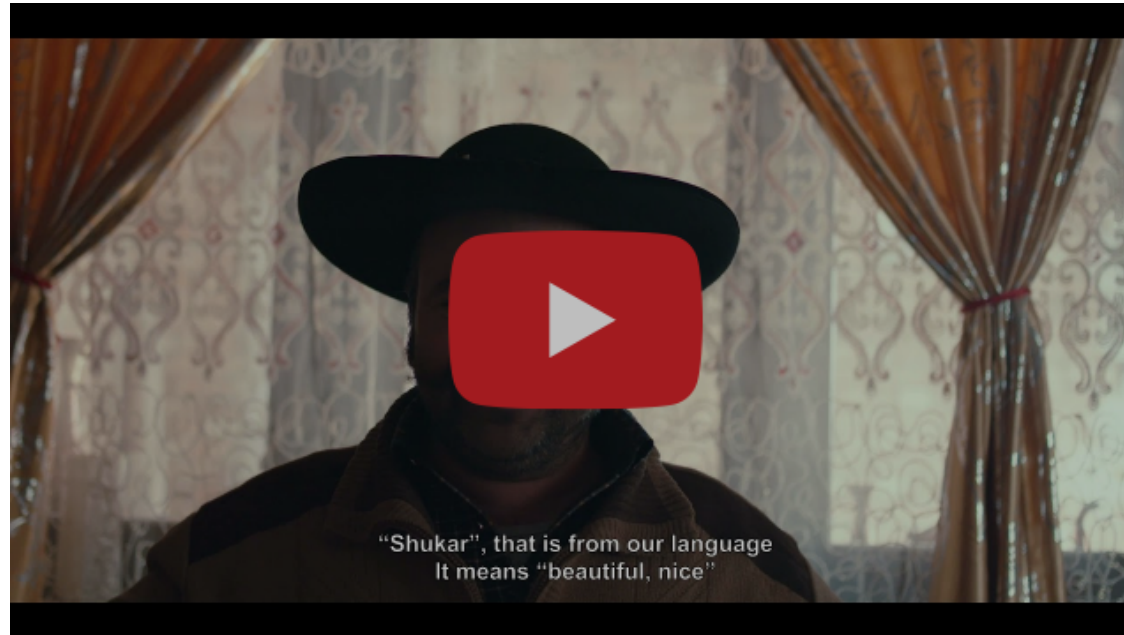 “Shukar”, that is from our language
It means “beautiful, nice”